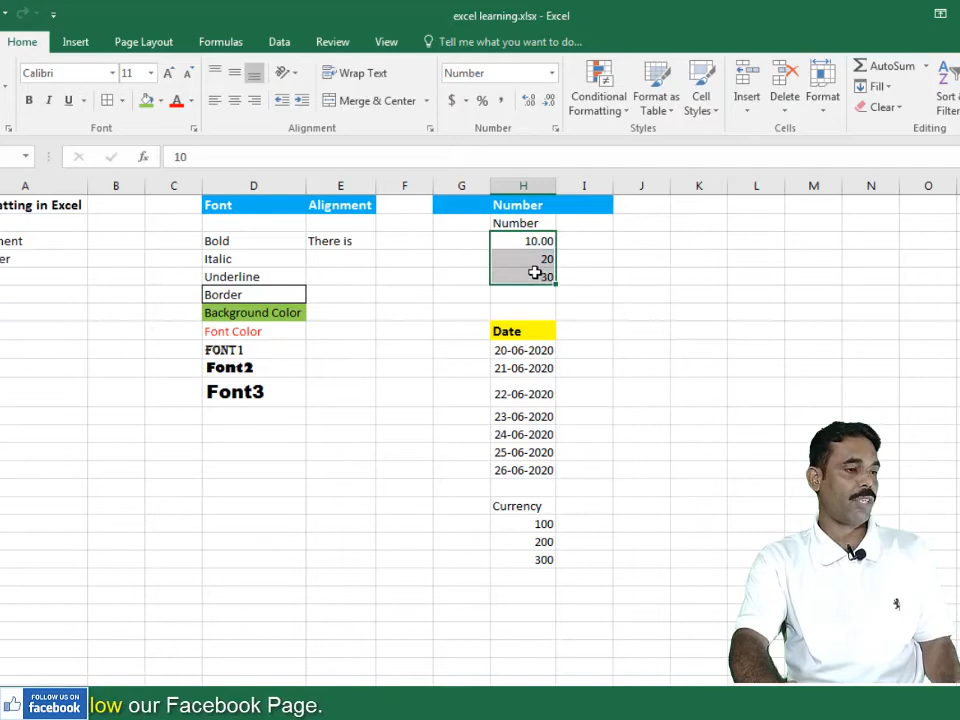 excel learning.xlsx - Excel
Home Insert Page Layout Formulas Data Review View Tell me what you want to do...
Calibri 11 A A Wrap Text Number AutoSum
Fill
B I U A Merge & Center $ % , Conditional Formatting Format as Table Cell Styles Insert Delete Format Clear Sort Filter
Font Alignment Number Styles Cells Editing
fx 10
A B C D E F G H I J K L M N O
tting in Excel Font Alignment Number
Number
ment Bold There is 10.00
er Italic 20
Underline 30
Border
Background Color
Font Color Date
FONT1 20-06-2020
Font2 21-06-2020
Font3 22-06-2020
23-06-2020
24-06-2020
25-06-2020
26-06-2020
Currency
100
200
300
FOLLOW US ON facebook low our Facebook Page.